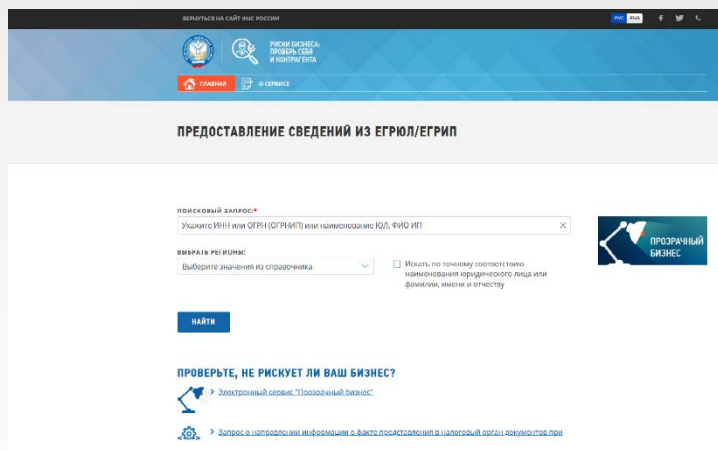 ВЕРНУТЬСЯ НА САЙТ ФНС РОССИИ
РУС ENG
РИСКИ БИЗНЕСА:
ПРОВЕРЬ СЕБЯ
И КОНТРАГЕНТА
ГЛАВНАЯ О СЕРВИСЕ
ПРЕДОСТАВЛЕНИЕ СВЕДЕНИЙ ИЗ ЕГРЮЛ/ЕГРИП
ПОИСКОВЫЙ ЗАПРОС:*
Укажите ИНН или ОГРН (ОГРНИП) или наименование ЮЛ, ФИО ИП
ВЫБРАТЬ РЕГИОНЫ:
Выберите значения из справочника
Искать по точному соответствию
наименования юридического лица или
фамилии, имени и отчеству
ПРОЗРАЧНЫЙ
БИЗНЕС
НАЙТИ
ПРОВЕРЬТЕ, НЕ РИСКУЕТ ЛИ ВАШ БИЗНЕС?
Электронный сервис "Прозрачный бизнес"
Запрос о направлении информации о факте представления в налоговый орган документов при